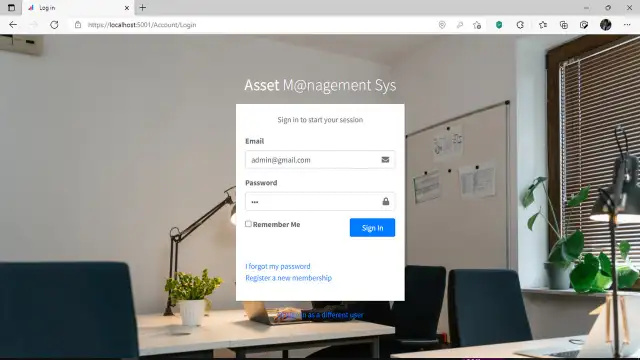 Log in
https://localhost:5001/Account/Login
Asset M@nagement Sys
Sign in to start your session
Email
admin@gmail.com
Password
•••
Remember Me
Sign In
I forgot my password
Register a new membership
as a different user